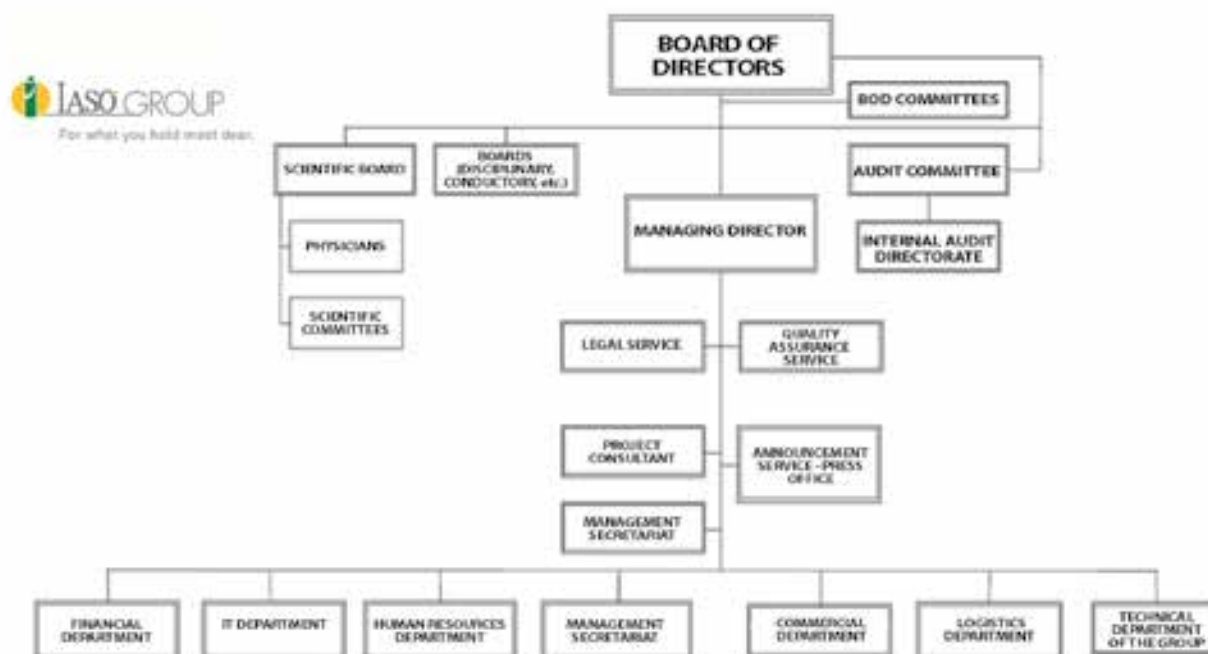 BOARD OF
DIRECTORS
IASO GROUP
For what you hold most dear.
BOD COMMITTEES
SCIENTIFIC BOARD
BOARDS
(DISCIPLINARY,
CONDUCTORY, etc.)
AUDIT COMMITTEE
MANAGING DIRECTOR
INTERNAL AUDIT
DIRECTORATE
PHYSICIANS
SCIENTIFIC
COMMITTEES
LEGAL SERVICE
QUALITY
ASSURANCE
SERVICE
PROJECT
CONSULTANT
ANNOUNCEMENT
SERVICE - PRESS
OFFICE
MANAGEMENT
SECRETARIAT
FINANCIAL
DEPARTMENT
IT DEPARTMENT
HUMAN RESOURCES
DEPARTMENT
MANAGEMENT
SECRETARIAT
COMMERCIAL
DEPARTMENT
LOGISTICS
DEPARTMENT
TECHNICAL
DEPARTMENT
OF THE GROUP